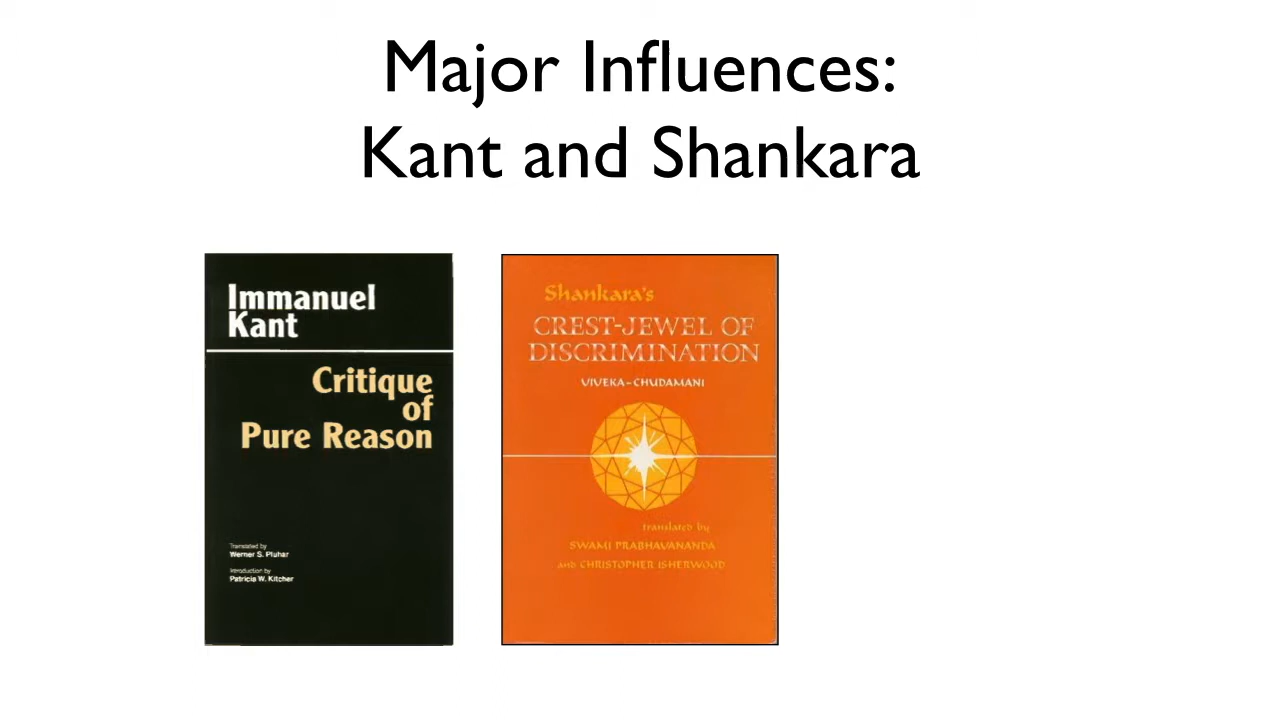 Major Influences:
Kant and Shankara
Immanuel
Kant
Critique
of
Pure Reason
Translated by
Werner S. Pluhar
Introduction by
Patricia W. Kitcher
Shankara's
CREST-JEWEL OF
DISCRIMINATION
VIVEKA-CHUDAMANI
translated by
SWAMI PRABHAVANANDA
and CHRISTOPHER ISHERWOOD